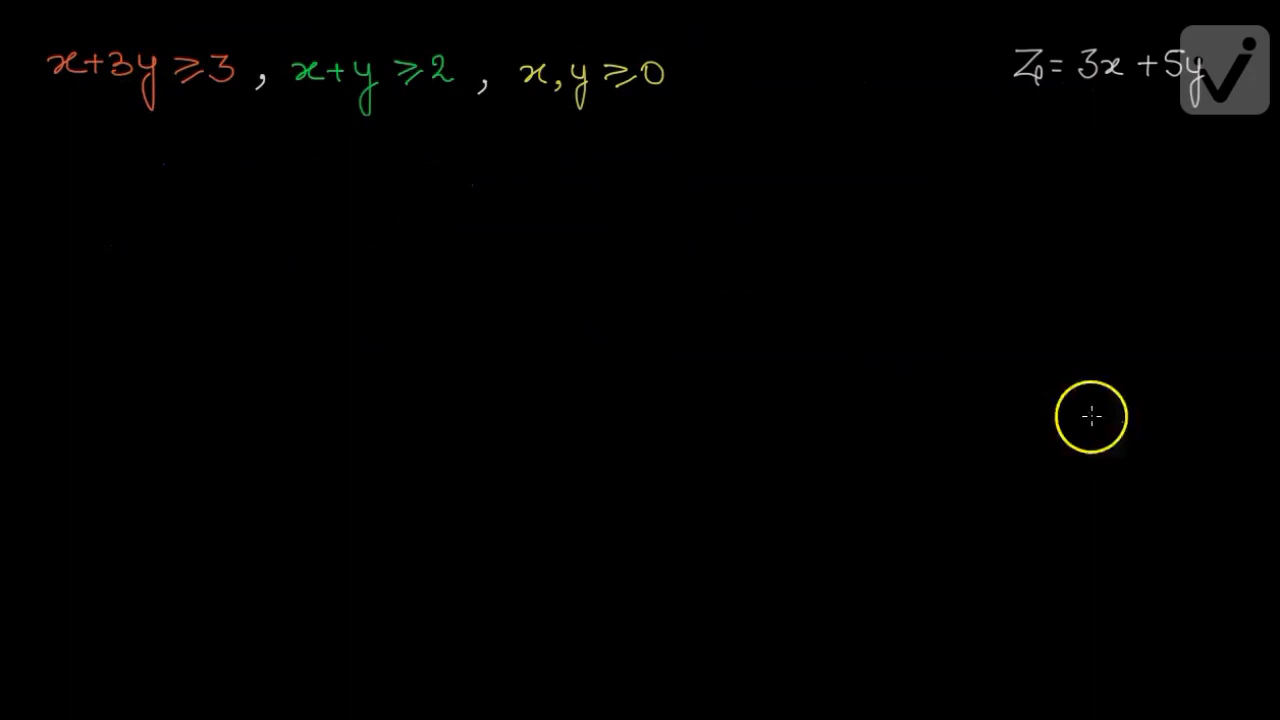 x+3y ≥ 3 , x+y ≥ 2 , x,y ≥ 0 Z = 3x + 5y